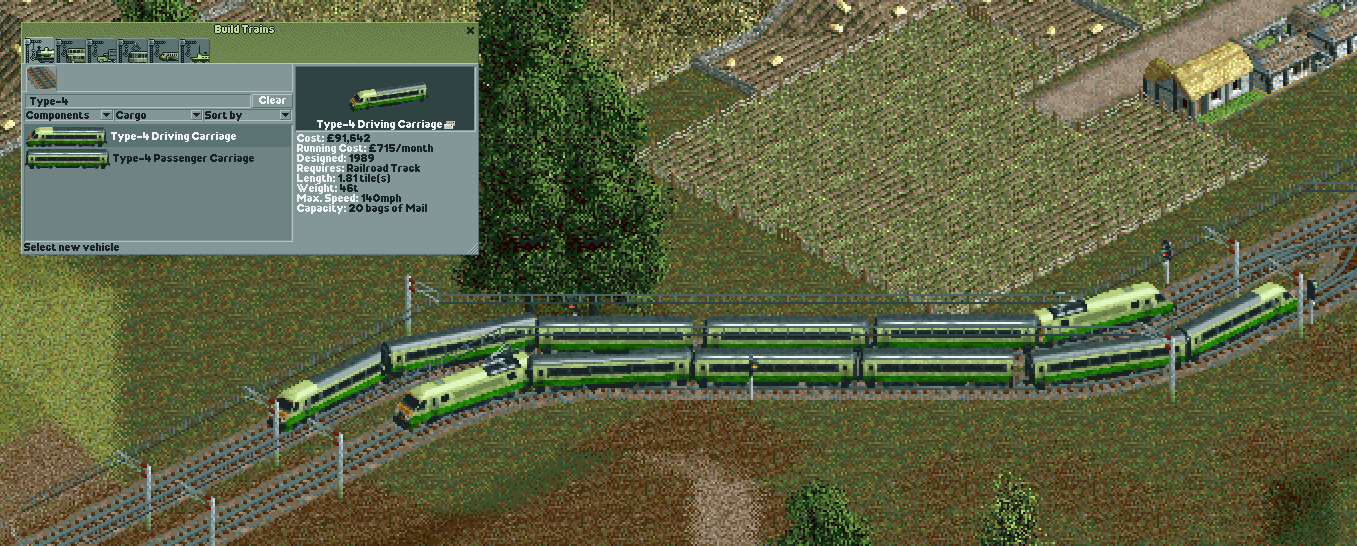 Build Trains
Type-4
Clear
Components
Cargo
Sort by
Type-4 Driving Carriage
Type-4 Passenger Carriage
Type-4 Driving Carriage
Cost: £91,642
Running Cost: £715/month
Designed: 1989
Requires: Railroad Track
Length: 1.81 tile(s)
Weight: 46t
Max. Speed: 140mph
Capacity: 20 bags of Mail
Select new vehicle